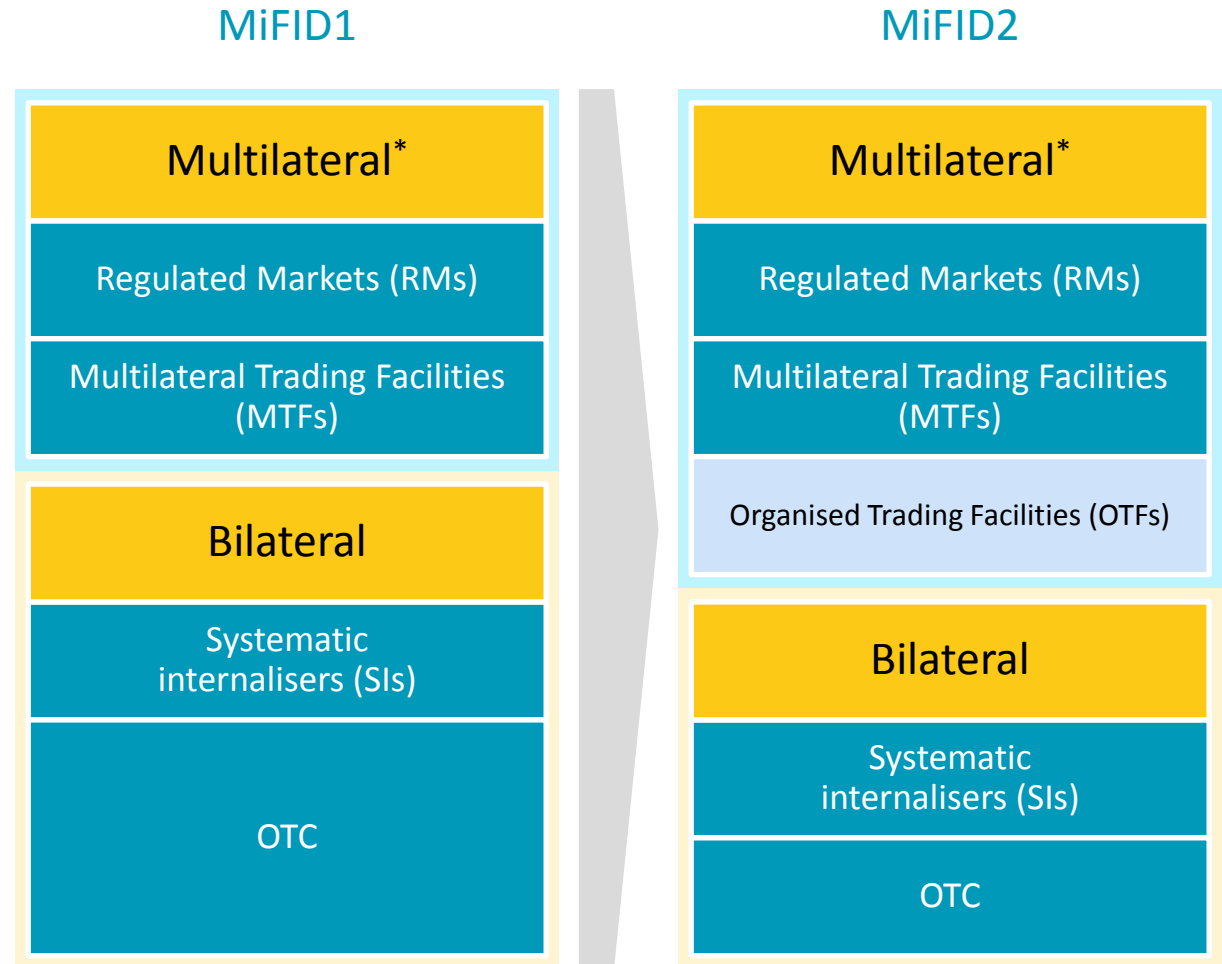 MiFID1
Multilateral*
Regulated Markets (RMs)
Multilateral Trading Facilities
(MTFs)
Bilateral
Systematic
internalisers (SIs)
OTC
MiFID2
Multilateral*
Regulated Markets (RMs)
Multilateral Trading Facilities
(MTFs)
Organised Trading Facilities (OTFs)
Bilateral
Systematic
internalisers (SIs)
OTC